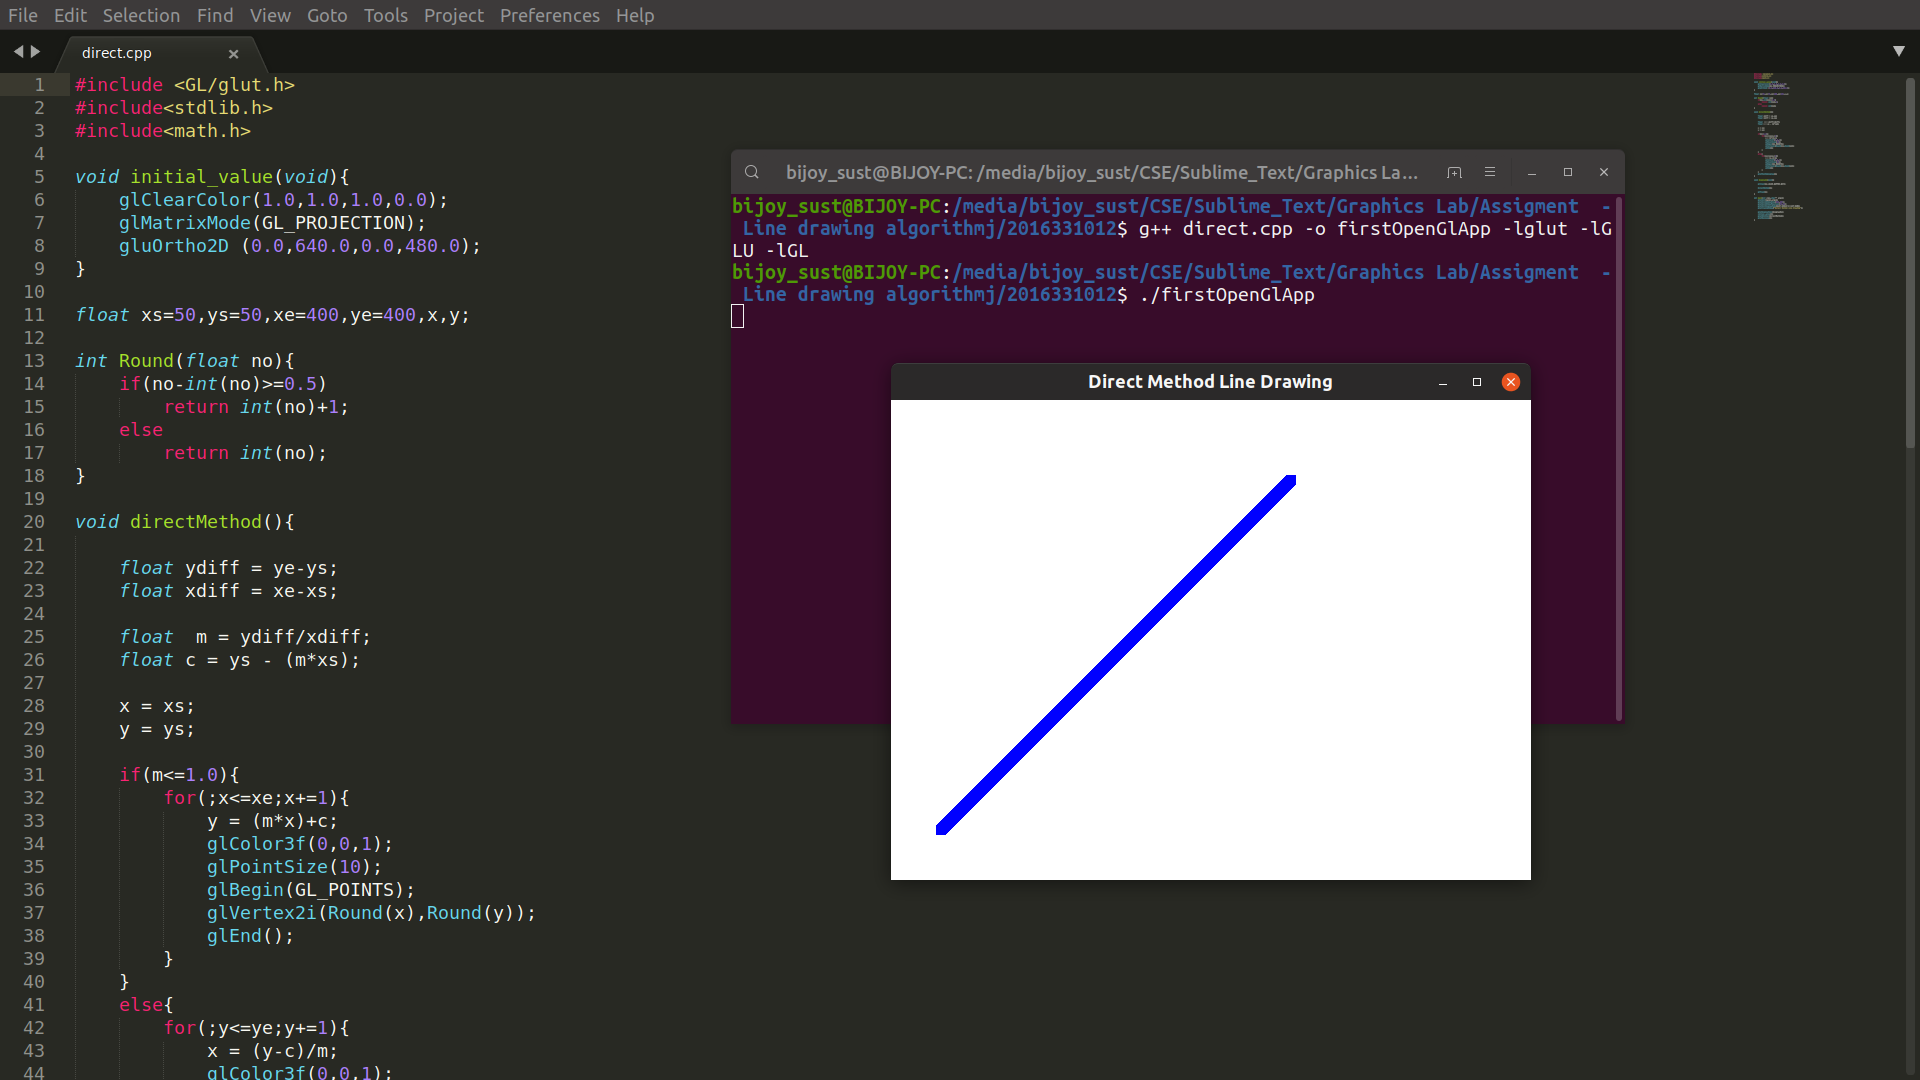 File Edit Selection Find View Goto Tools Project Preferences Help
direct.cpp
1 #include <GL/glut.h>
2 #include<stdlib.h>
3 #include<math.h>
4
5 void initial_value(void){
6 glClearColor(1.0,1.0,1.0,0.0);
7 glMatrixMode(GL_PROJECTION);
8 gluOrtho2D (0.0,640.0,0.0,480.0);
9 }
10
11 float xs=50,ys=50,xe=400,ye=400,x,y;
12
13 int Round(float no){
14 if(no-int(no)>=0.5)
15 return int(no)+1;
16 else
17 return int(no);
18 }
19
20 void directMethod(){
21
22 float ydiff = ye-ys;
23 float xdiff = xe-xs;
24
25 float  m = ydiff/xdiff;
26 float c = ys - (m*xs);
27
28 x = xs;
29 y = ys;
30
31 if(m<=1.0){
32 for(;x<=xe;x+=1){
33 y = (m*x)+c;
34 glColor3f(0,0,1);
35 glPointSize(10);
36 glBegin(GL_POINTS);
37 glVertex2i(Round(x),Round(y));
38 glEnd();
39 }
40 }
41 else{
42 for(;y<=ye;y+=1){
43 x = (y-c)/m;
44 glColor3f(0,0,1);
bijoy_sust@BIJOY-PC: /media/bijoy_sust/CSE/Sublime_Text/Graphics La...
bijoy_sust@BIJOY-PC:/media/bijoy_sust/CSE/Sublime_Text/Graphics Lab/Assigment  -
Line drawing algorithmj/2016331012$ g++ direct.cpp -o firstOpenGlApp -lglut -lG
LU -lGL
bijoy_sust@BIJOY-PC:/media/bijoy_sust/CSE/Sublime_Text/Graphics Lab/Assigment  -
Line drawing algorithmj/2016331012$ ./firstOpenGlApp
Direct Method Line Drawing